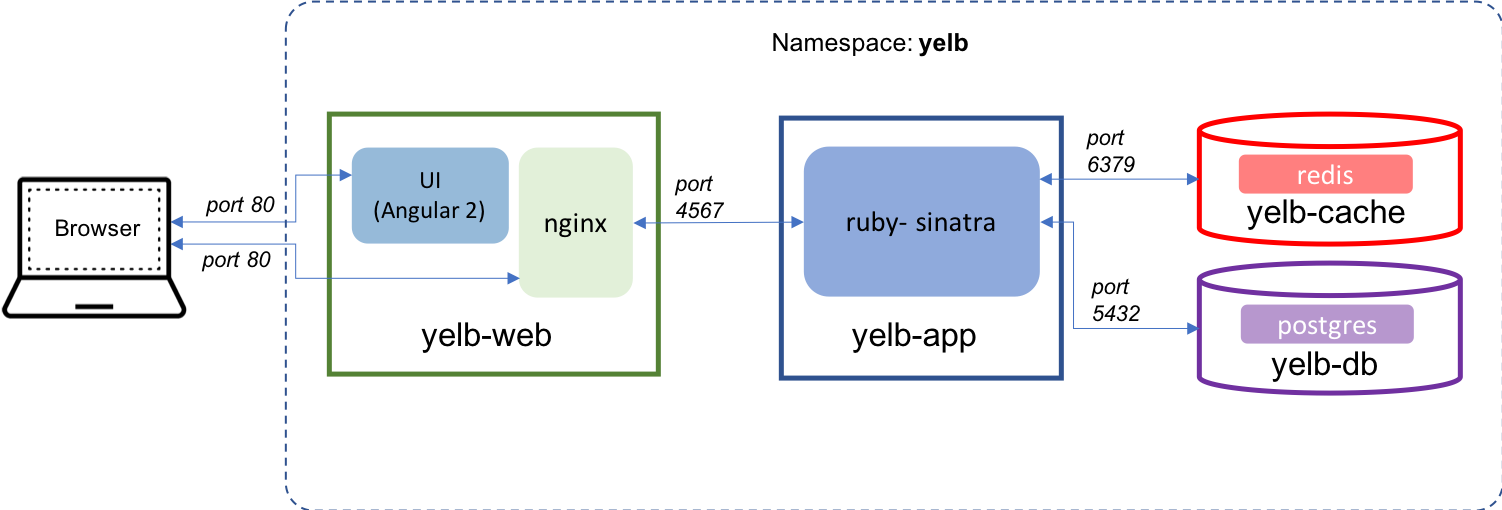 Namespace: yelb
Browser
port 80
port 80
UI
(Angular 2)
nginx
yelb-web
port
4567
ruby- sinatra
yelb-app
port
6379
port
5432
redis
yelb-cache
postgres
yelb-db